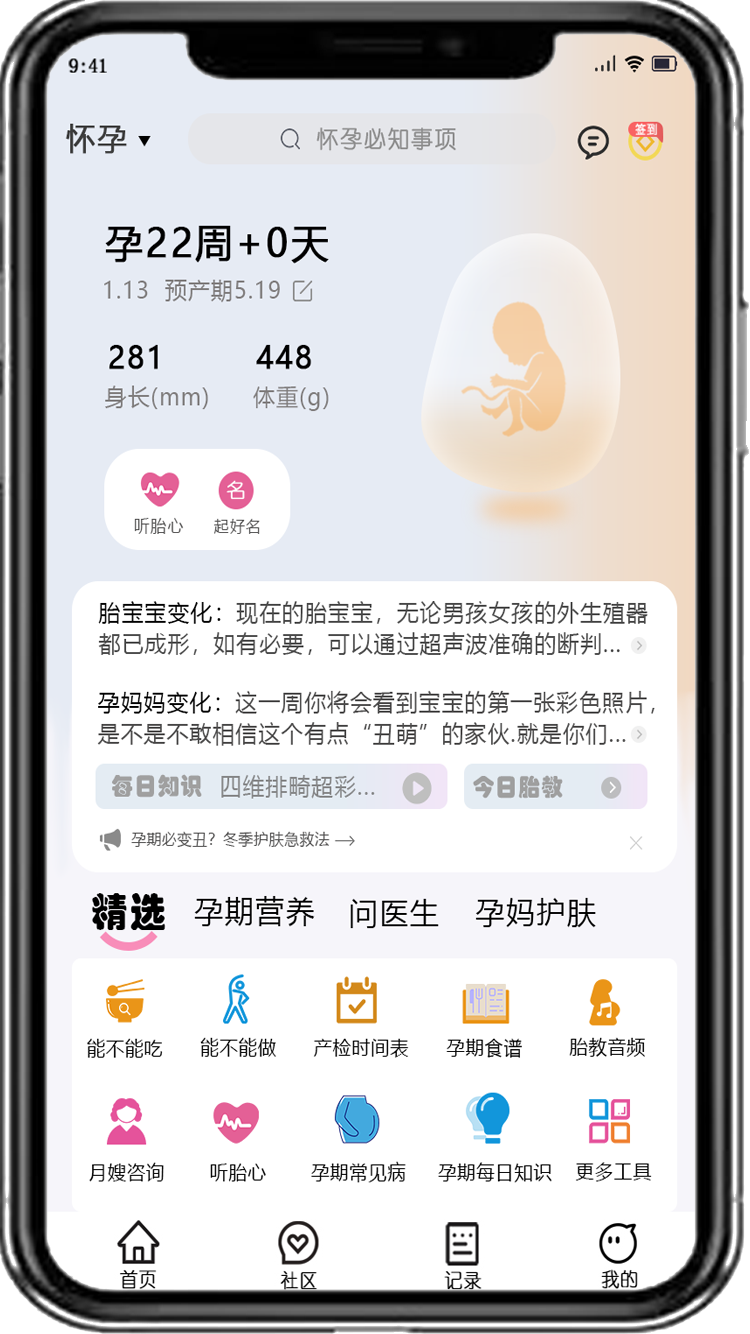 9:41
怀孕
怀孕必知事项
签到
孕22周+0天
1.13 预产期5.19
281 448
身长(mm) 体重(g)
名
听胎心 起好名
胎宝宝变化：现在的胎宝宝，无论男孩女孩的外生殖器
都已成形，如有必要，可以通过超声波准确的断判...
孕妈妈变化：这一周你将会看到宝宝的第一张彩色照片，
是不是不敢相信这个有点“丑萌”的家伙.就是你们...
每日知识 四维排畸超彩... 今日胎教
孕期必变丑？冬季护肤急救法
精选 孕期营养 问医生 孕妈护肤
能不能吃 能不能做 产检时间表 孕期食谱 胎教音频
月嫂咨询 听胎心 孕期常见病 孕期每日知识 更多工具
首页 社区 记录 我的